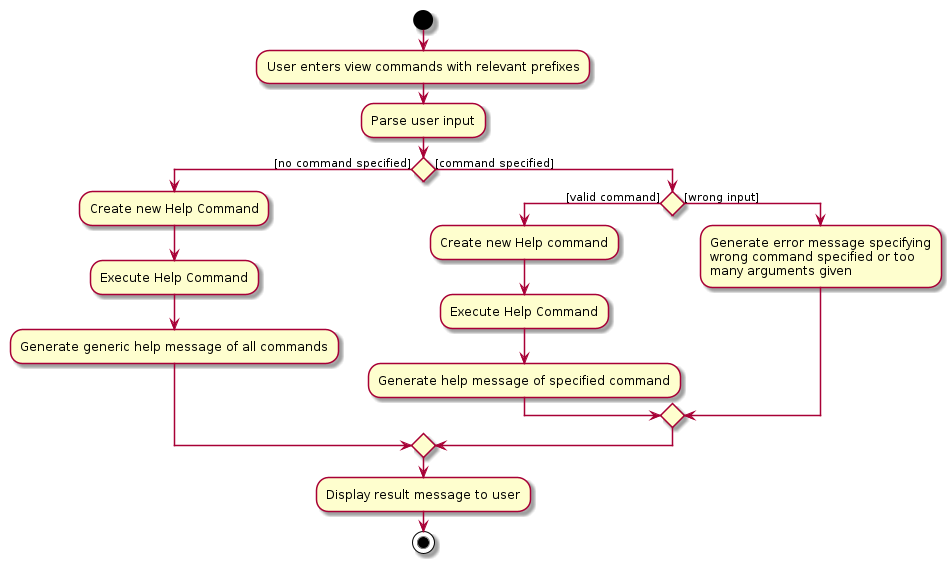 User enters view commands with relevant prefixes
Parse user input
[no command specified]
[command specified]
Create new Help Command
Execute Help Command
Generate generic help message of all commands
[valid command]
[wrong input]
Create new Help command
Execute Help Command
Generate help message of specified command
Generate error message specifying
wrong command specified or too
many arguments given
Display result message to user